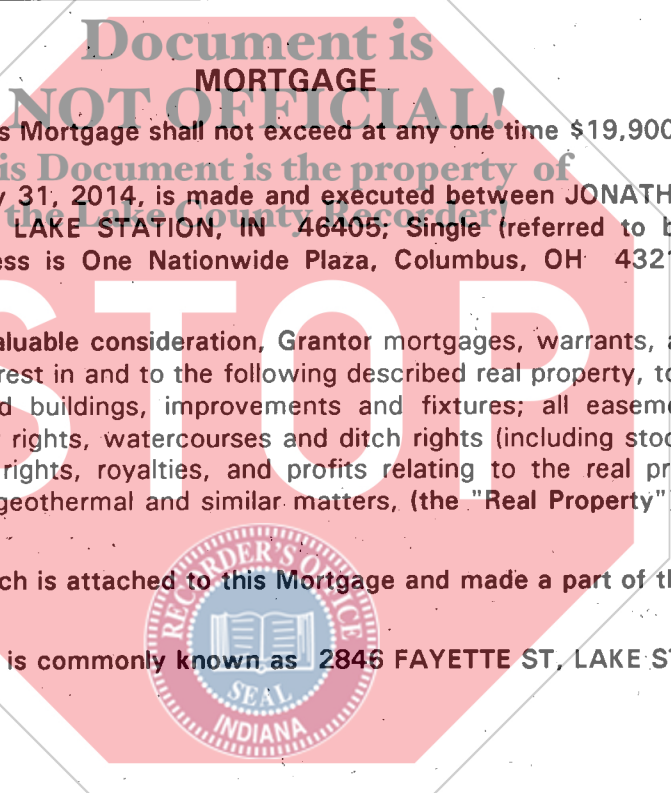 Document is
MORTGAGE
NOT OFFICIAL!
s Mortgage shall not exceed at any one time $19,900
is Document is the property of
y 31, 2014, is made and executed between JONATH
the Lake County Recorder!
LAKE STATION, IN 46405; Single (referred to b
ess is One Nationwide Plaza, Columbus, OH 4321
STOP
aluable consideration, Grantor mortgages, warrants, a
rest in and to the following described real property, to
d buildings, improvements and fixtures; all easeme
rights, watercourses and ditch rights (including stoc
rights, royalties, and profits relating to the real pr
geothermal and similar matters, (the "Real Property"
ch is attached to this Mortgage and made a part of th
is commonly known as 2846 FAYETTE ST, LAKE ST
RECORDER'S OFFICE
SEAL
INDIANA